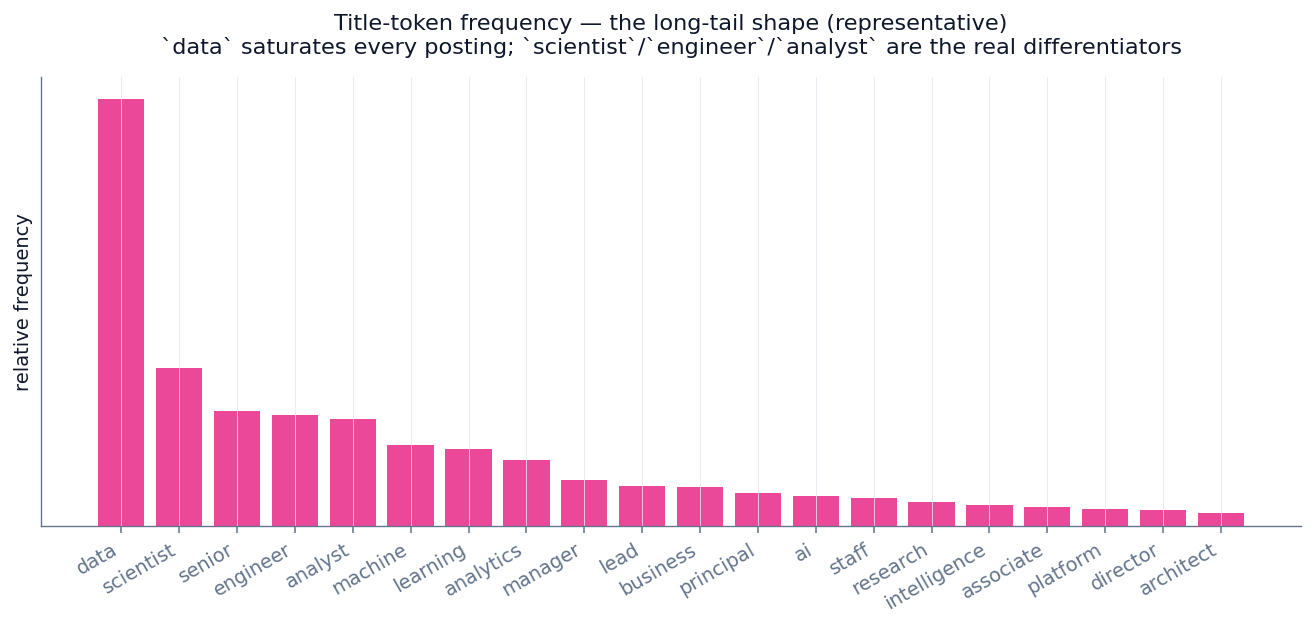 Title-token frequency — the long-tail shape (representative)
`data` saturates every posting; `scientist`/`engineer`/`analyst` are the real differentiators
relative frequency
data
scientist
senior
engineer
analyst
machine
learning
analytics
manager
lead
business
principal
ai
staff
research
intelligence
associate
platform
director
architect